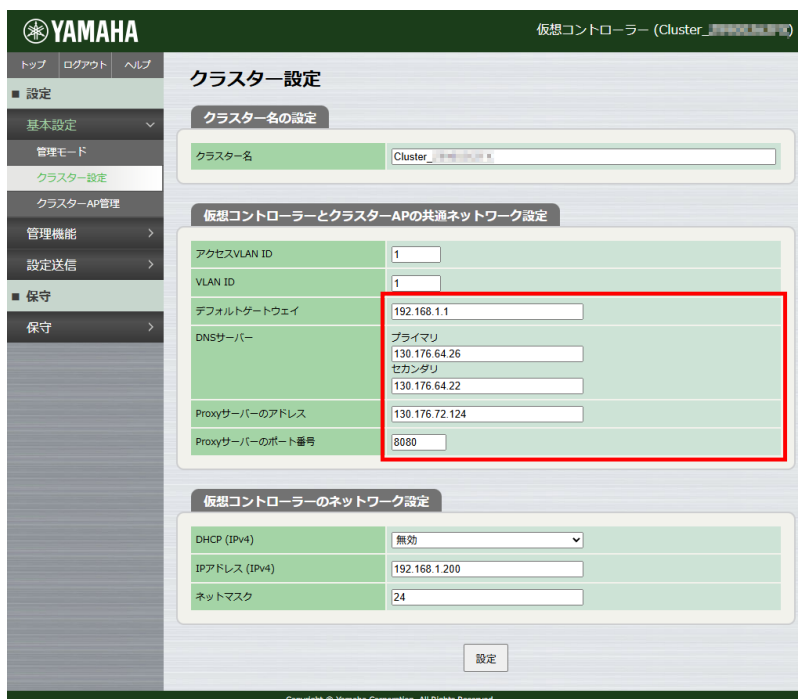 YAMAHA
仮想コントローラー (Cluster_
トップ ログアウト ヘルプ
■ 設定
基本設定
管理モード
クラスター設定
クラスターAP管理
管理機能
設定送信
■ 保守
保守
クラスター設定
クラスター名の設定
クラスター名 Cluster_
仮想コントローラーとクラスターAPの共通ネットワーク設定
アクセスVLAN ID 1
VLAN ID 1
デフォルトゲートウェイ 192.168.1.1
DNSサーバー プライマリ
130.176.64.26
セカンダリ
130.176.64.22
Proxyサーバーのアドレス 130.176.72.124
Proxyサーバーのポート番号 8080
仮想コントローラーのネットワーク設定
DHCP (IPv4) 無効
IPアドレス (IPv4) 192.168.1.200
ネットマスク 24
設定
Copyright © Yamaha Corporation. All Rights Reserved.